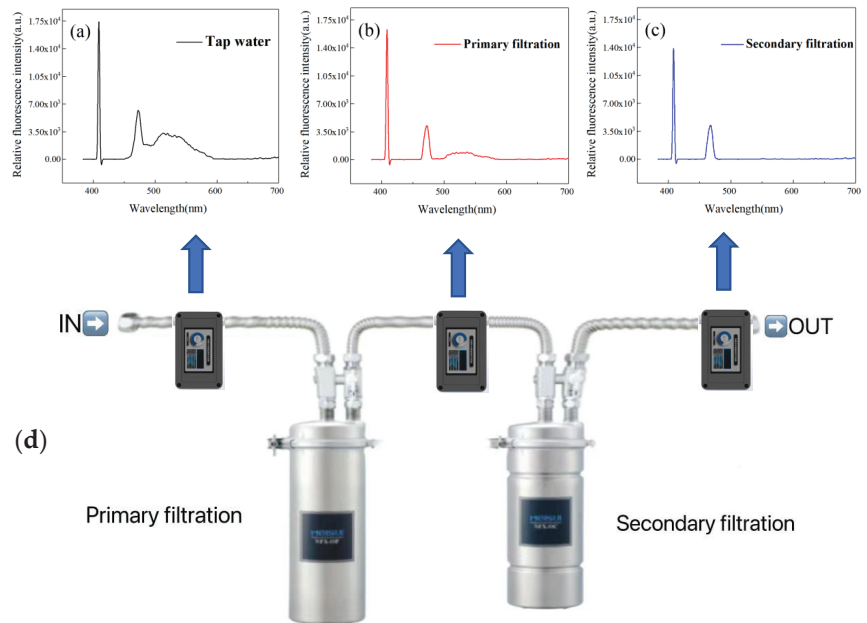 (a)
Tap water
Relative fluorescence intensity(a.u.)
1.75x10⁴
1.40x10⁴
1.05x10⁴
7.00x10³
3.50x10³
0.00
400
500
600
700
Wavelength(nm)
(b)
Primary filtration
Relative fluorescence intensity(a.u.)
1.75x10⁴
1.40x10⁴
1.05x10⁴
7.00x10³
3.50x10³
0.00
400
500
600
700
Wavelength(nm)
(c)
Secondary filtration
Relative fluorescence intensity(a.u.)
1.75x10⁴
1.40x10⁴
1.05x10⁴
7.00x10³
3.50x10³
0.00
400
500
600
700
Wavelength(nm)
IN
OUT
(d)
Primary filtration
Secondary filtration